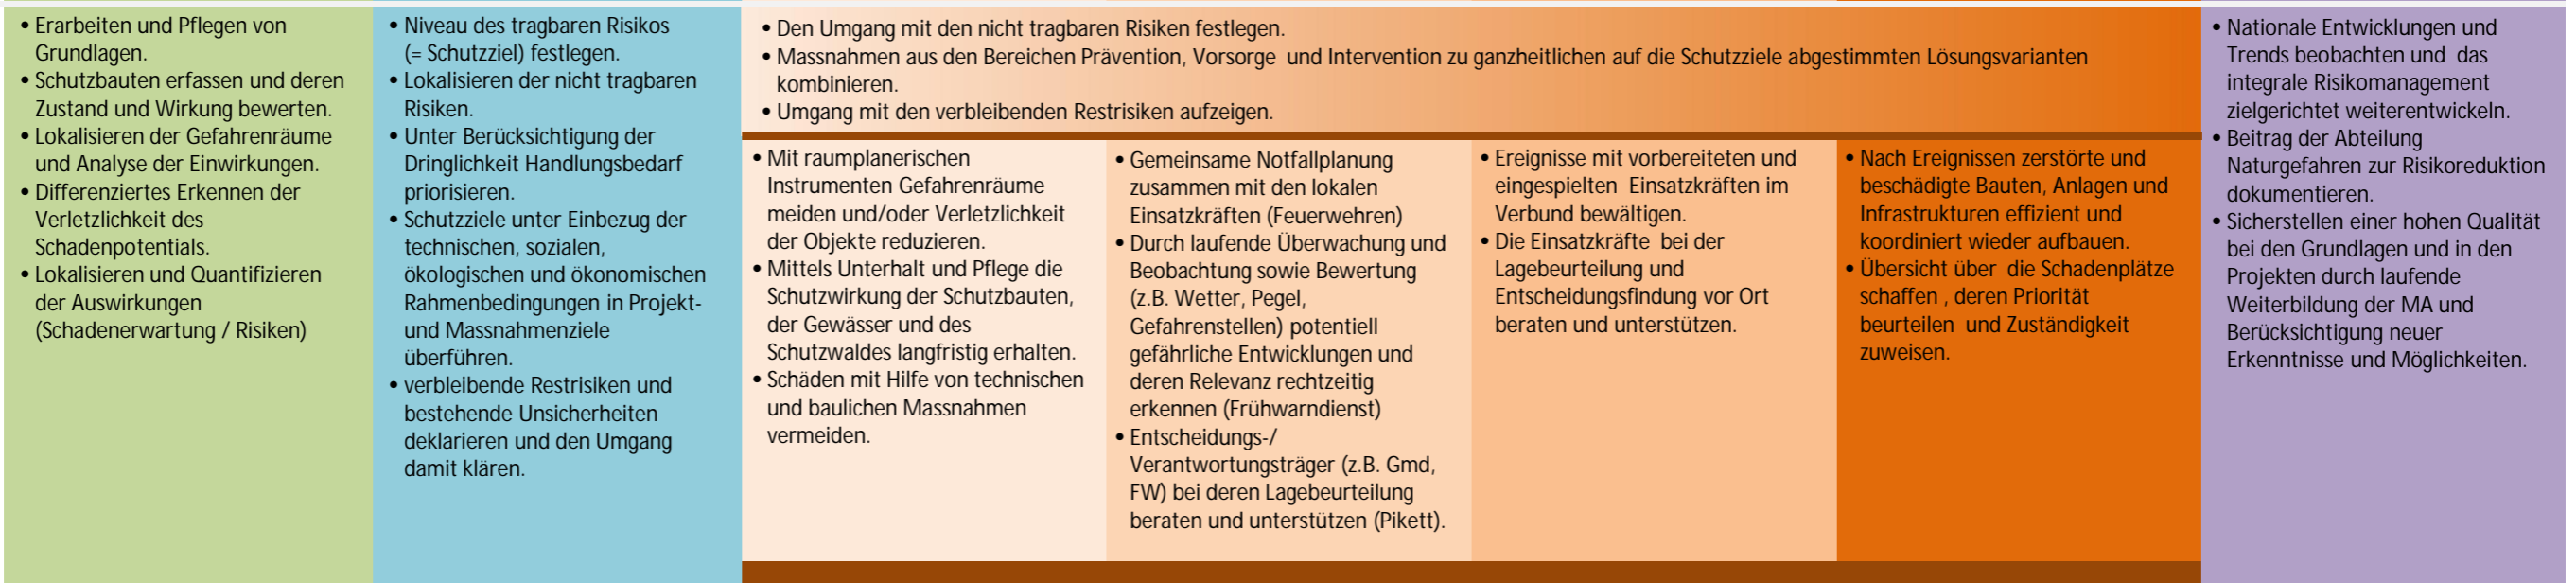 • Erarbeiten und Pflegen von
Grundlagen.
• Schutzbauten erfassen und deren
Zustand und Wirkung bewerten.
• Lokalisieren der Gefahrenräume
und Analyse der Einwirkungen.
• Differenziertes Erkennen der
Verletzlichkeit des
Schadenpotentials.
• Lokalisieren und Quantifizieren
der Auswirkungen
(Schadenerwartung / Risiken)
• Niveau des tragbaren Risikos
(= Schutzziel) festlegen.
• Lokalisieren der nicht tragbaren
Risiken.
• Unter Berücksichtigung der
Dringlichkeit Handlungsbedarf
priorisieren.
• Schutzziele unter Einbezug der
technischen, sozialen,
ökologischen und ökonomischen
Rahmenbedingungen in Projekt-
und Massnahmenziele
überführen.
• verbleibende Restrisiken und
bestehende Unsicherheiten
deklarieren und den Umgang
damit klären.
• Den Umgang mit den nicht tragbaren Risiken festlegen.
• Massnahmen aus den Bereichen Prävention, Vorsorge und Intervention zu ganzheitlichen auf die Schutzziele abgestimmten Lösungsvarianten
kombinieren.
• Umgang mit den verbleibenden Restrisiken aufzeigen.
• Mit raumplanerischen
Instrumenten Gefahrenräume
meiden und/oder Verletzlichkeit
der Objekte reduzieren.
• Mittels Unterhalt und Pflege die
Schutzwirkung der Schutzbauten,
der Gewässer und des
Schutzwaldes langfristig erhalten.
• Schäden mit Hilfe von technischen
und baulichen Massnahmen
vermeiden.
• Gemeinsame Notfallplanung
zusammen mit den lokalen
Einsatzkräften (Feuerwehren)
• Durch laufende Überwachung und
Beobachtung sowie Bewertung
(z.B. Wetter, Pegel,
Gefahrenstellen) potentiell
gefährliche Entwicklungen und
deren Relevanz rechtzeitig
erkennen (Frühwarndienst)
• Entscheidungs-/
Verantwortungsträger (z.B. Gmd,
FW) bei deren Lagebeurteilung
beraten und unterstützen (Pikett).
• Ereignisse mit vorbereiteten und
eingespielten Einsatzkräften im
Verbund bewältigen.
• Die Einsatzkräfte bei der
Lagebeurteilung und
Entscheidungsfindung vor Ort
beraten und unterstützen.
• Nach Ereignissen zerstörte und
beschädigte Bauten, Anlagen und
Infrastrukturen effizient und
koordiniert wieder aufbauen.
• Übersicht über die Schadenplätze
schaffen , deren Priorität
beurteilen und Zuständigkeit
zuweisen.
• Nationale Entwicklungen und
Trends beobachten und das
integrale Risikomanagement
zielgerichtet weiterentwickeln.
• Beitrag der Abteilung
Naturgefahren zur Risikoreduktion
dokumentieren.
• Sicherstellen einer hohen Qualität
bei den Grundlagen und in den
Projekten durch laufende
Weiterbildung der MA und
Berücksichtigung neuer
Erkenntnisse und Möglichkeiten.